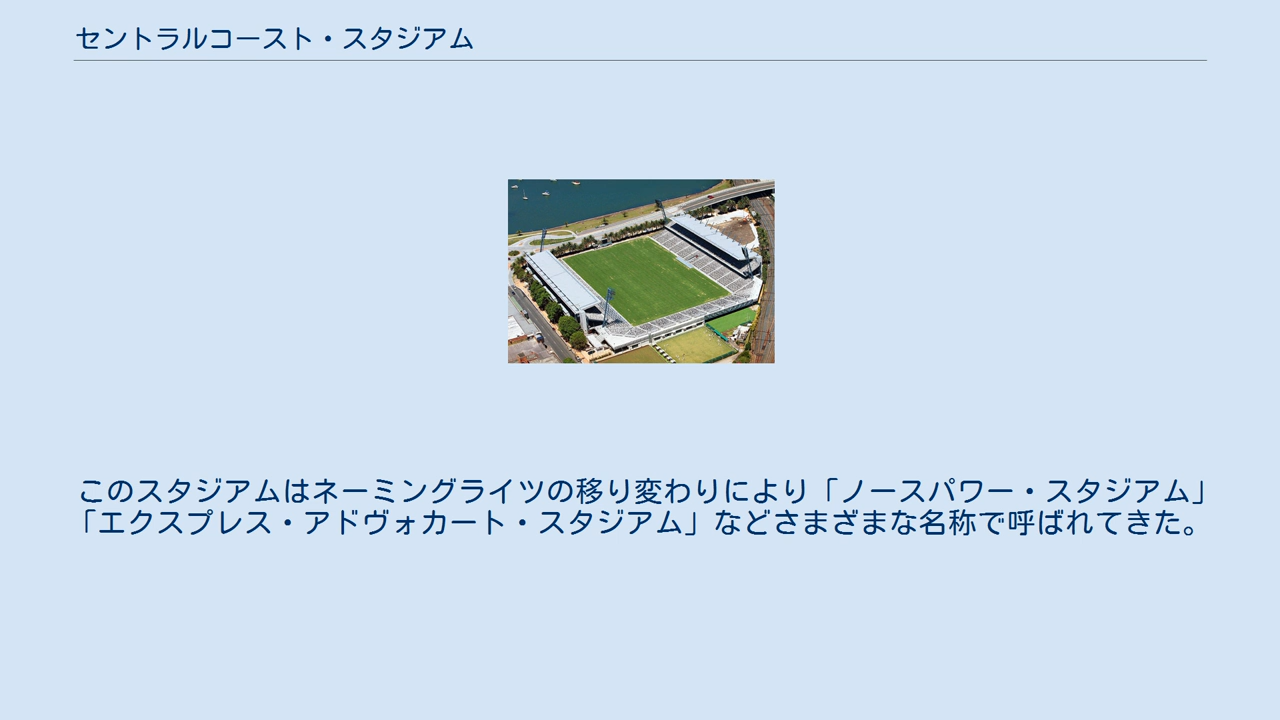 セントラルコースト・スタジアム
このスタジアムはネーミングライツの移り変わりにより「ノースパワー・スタジアム」
「エクスプレス・アドヴォカート・スタジアム」などさまざまな名称で呼ばれてきた。